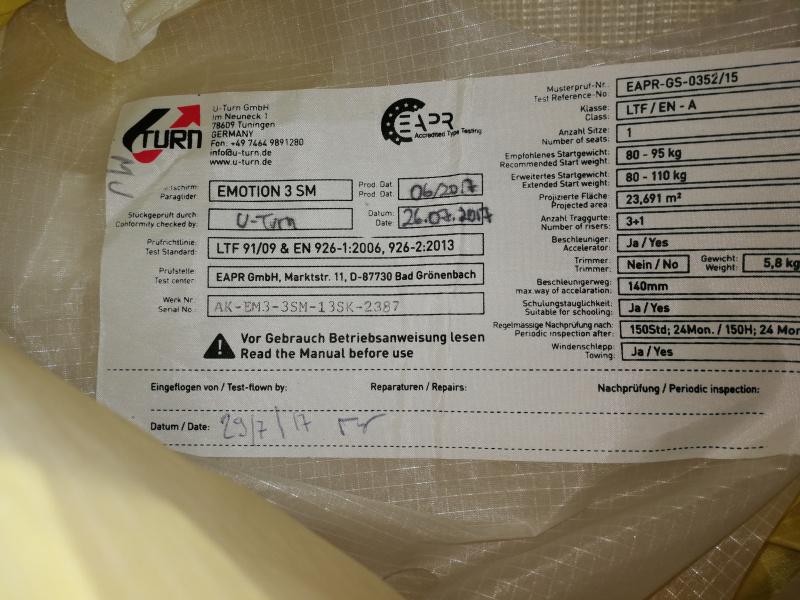 TURN
U-Turn GmbH
Im Neuneck 1
78609 Tuningen
GERMANY
Fon: +49 7464 9891280
info@u-turn.de
www.u-turn.de
EAPR
Accredited Type Testing
MJ
Paraglider EMOTION 3 SM
Prod. Dat.
Prod. Dat. 06/2017
Stückgeprüft durch
Conformity checked by: U-Turn
Datum:
Date: 26.07.2017
Prüfrichtlinie:
Test Standard: LTF 91/09 & EN 926-1:2006, 926-2:2013
Prüfstelle:
Test center: EAPR GmbH, Marktstr. 11, D-87730 Bad Grönenbach
Werk Nr.
Serial No.: AK-EM3-3SM-13SK-2387
Vor Gebrauch Betriebsanweisung lesen
Read the Manual before use
Musterpruf-Nr.:
Test Reference-No.: EAPR-GS-0352/15
Klasse:
Class: LTF / EN - A
Anzahl Sitze:
Number of seats: 1
Empfohlenes Startgewicht:
Recommended Start weight: 80 - 95 kg
Erweitertes Startgewicht:
Extended Start weight: 80 - 110 kg
Projizierte Fläche:
Projected area: 23,691 m²
Anzahl Traggurte:
Number of risers: 3+1
Beschleuniger:
Accelerator: Ja / Yes
Trimmer:
Trimmer: Nein / No
Gewicht:
Weight: 5,8 kg
Beschleunigerweg:
max.way of accelaration: 140mm
Schulungstauglichkeit:
Suitable for schooling: Ja / Yes
Regelmässige Nachprüfung nach:
Periodic inspection after: 150Std; 24Mon. / 150H; 24 Mon
Windenschlepp:
Towing: Ja / Yes
Eingeflogen von / Test-flown by:
Reparaturen / Repairs:
Nachprüfung / Periodic inspection:
Datum / Date: 29/7/17